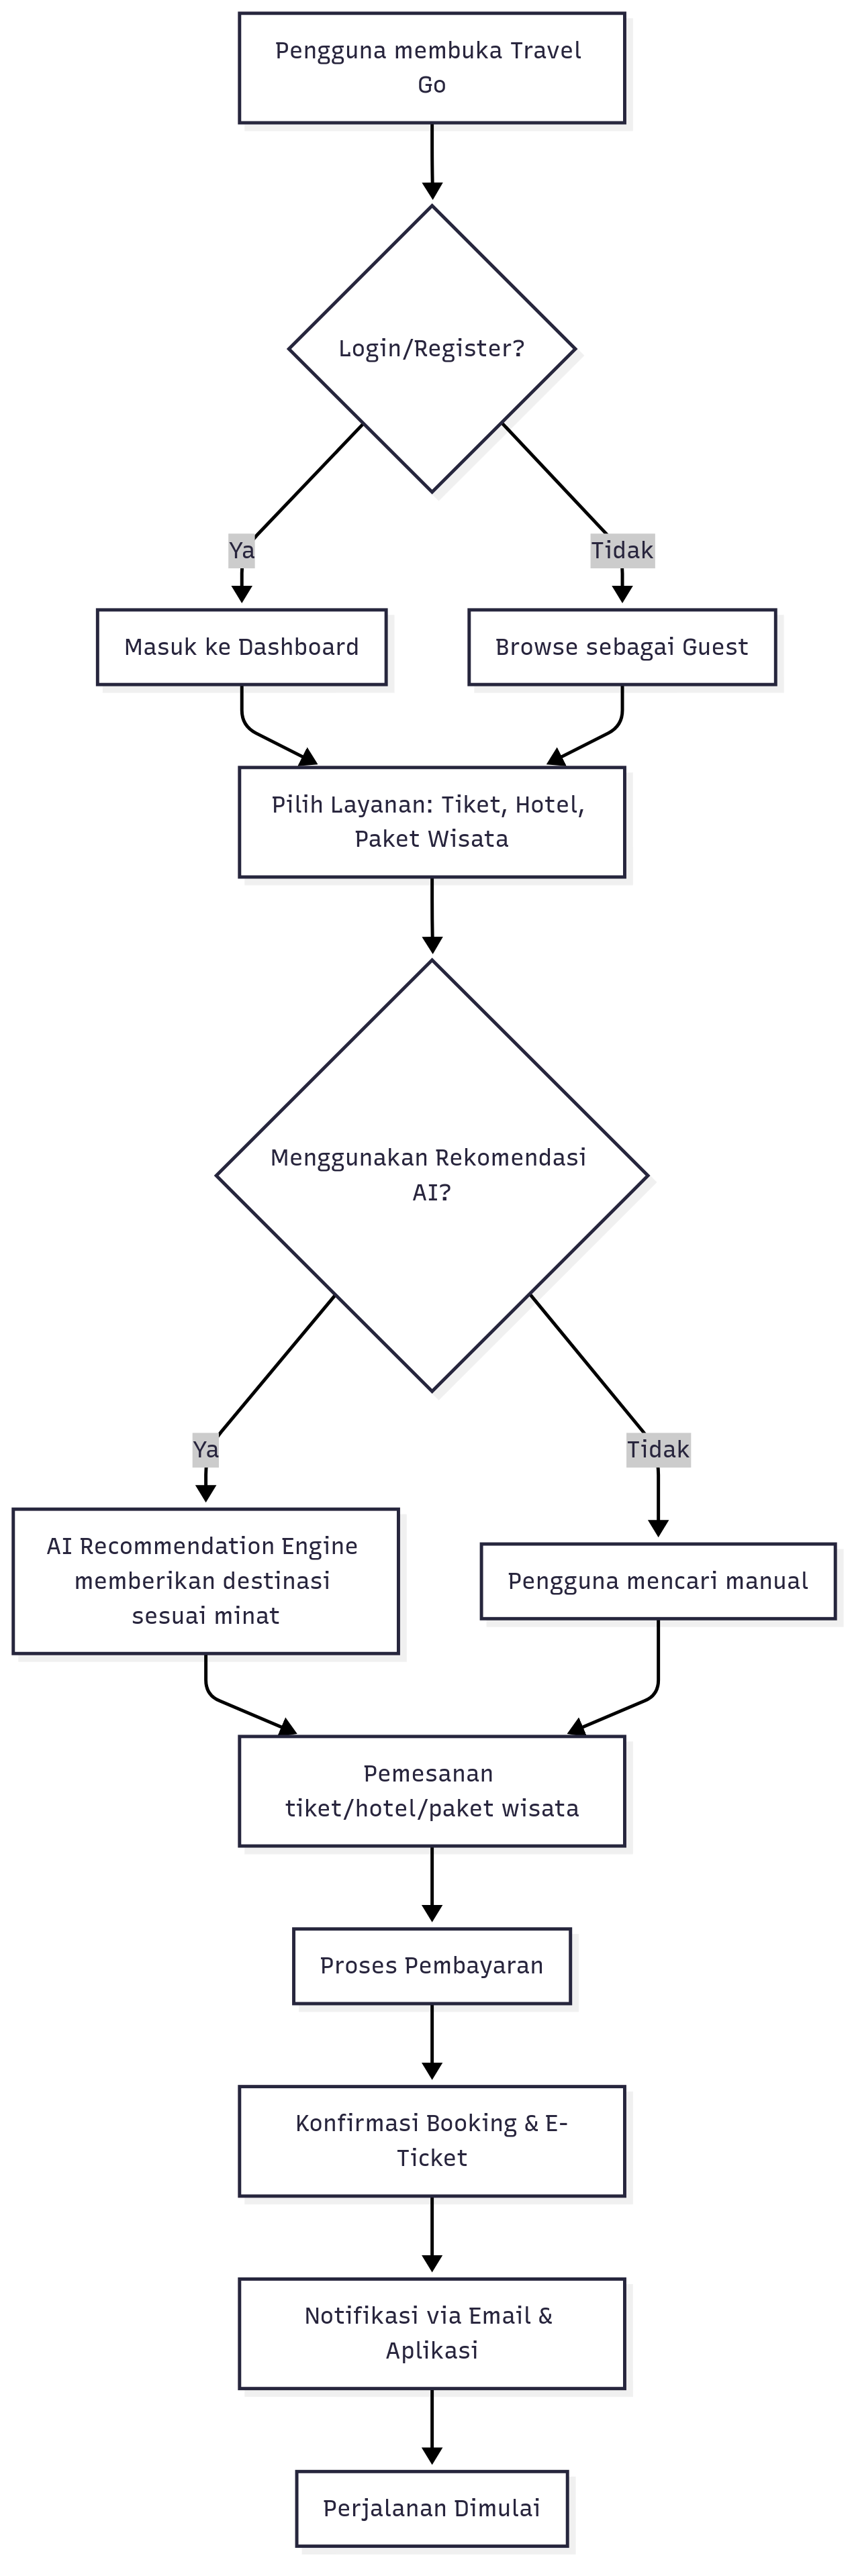 Pengguna membuka Travel
Go
Login/Register?
Ya
Tidak
Masuk ke Dashboard
Browse sebagai Guest
Pilih Layanan: Tiket, Hotel,
Paket Wisata
Menggunakan Rekomendasi
AI?
Ya
Tidak
AI Recommendation Engine
memberikan destinasi
sesuai minat
Pengguna mencari manual
Pemesanan
tiket/hotel/paket wisata
Proses Pembayaran
Konfirmasi Booking & E-
Ticket
Notifikasi via Email &
Aplikasi
Perjalanan Dimulai